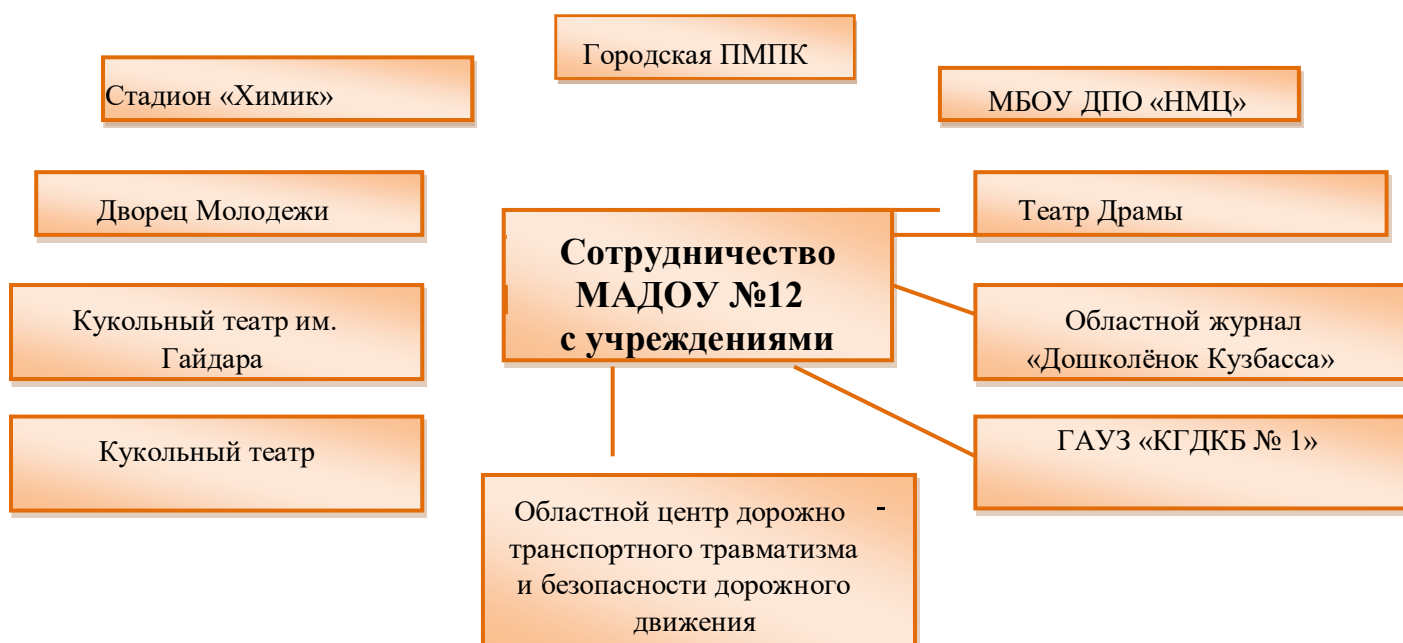 Городская ПМПК
Стадион «Химик»
МБОУ ДПО «НМЦ»
Дворец Молодежи
Театр Драмы
Сотрудничество
МАДОУ №12
с учреждениями
Кукольный театр им.
Гайдара
Областной журнал
«Дошколёнок Кузбасса»
Кукольный театр
ГАУЗ «КГДКБ № 1»
Областной центр дорожно -
транспортного травматизма
и безопасности дорожного
движения